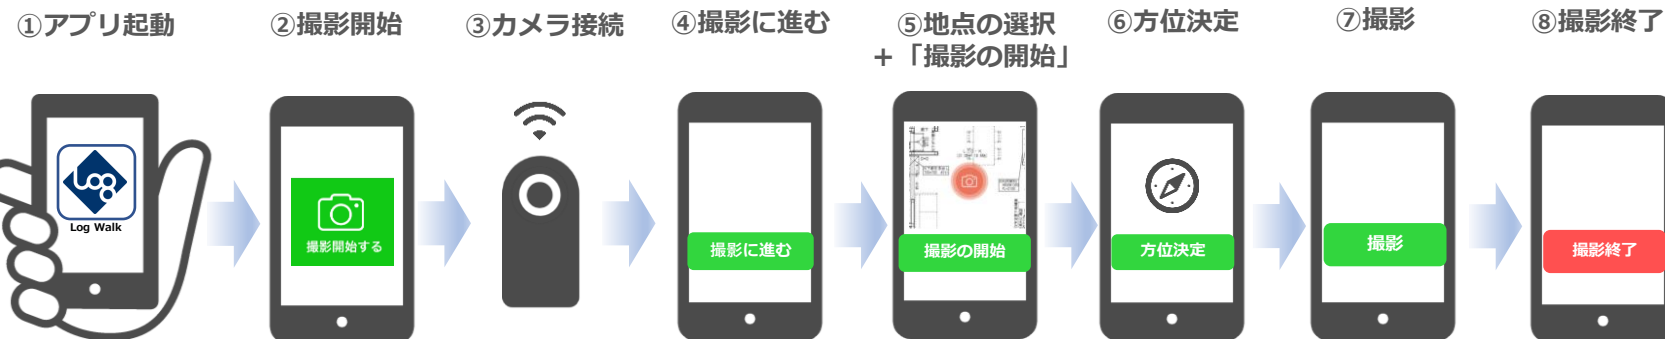 ①アプリ起動
②撮影開始
③カメラ接続
④撮影に進む
⑤地点の選択
+「撮影の開始」
⑥方位決定
⑦撮影
⑧撮影終了
Log
Log Walk
撮影開始する
撮影に進む
撮影の開始
方位決定
撮影
撮影終了